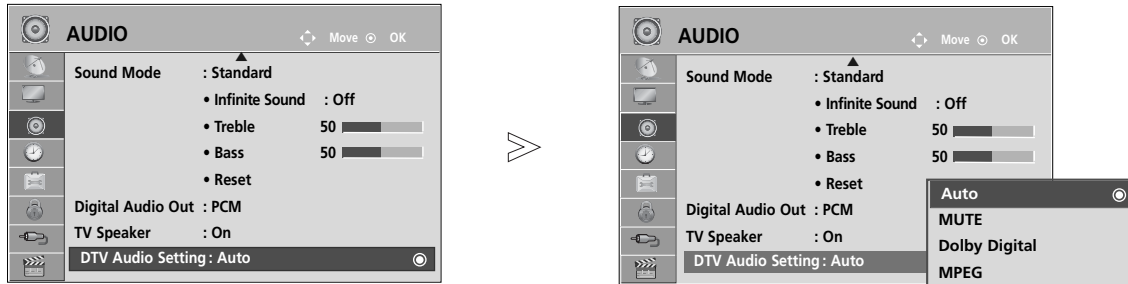 AUDIO
Move OK
Sound Mode : Standard
• Infinite Sound : Off
• Treble 50
• Bass 50
• Reset
Digital Audio Out : PCM
TV Speaker : On
DTV Audio Setting : Auto
AUDIO
Move OK
Sound Mode : Standard
• Infinite Sound : Off
• Treble 50
• Bass 50
• Reset
Digital Audio Out : PCM
TV Speaker : On
DTV Audio Setting : Auto
Auto
MUTE
Dolby Digital
MPEG